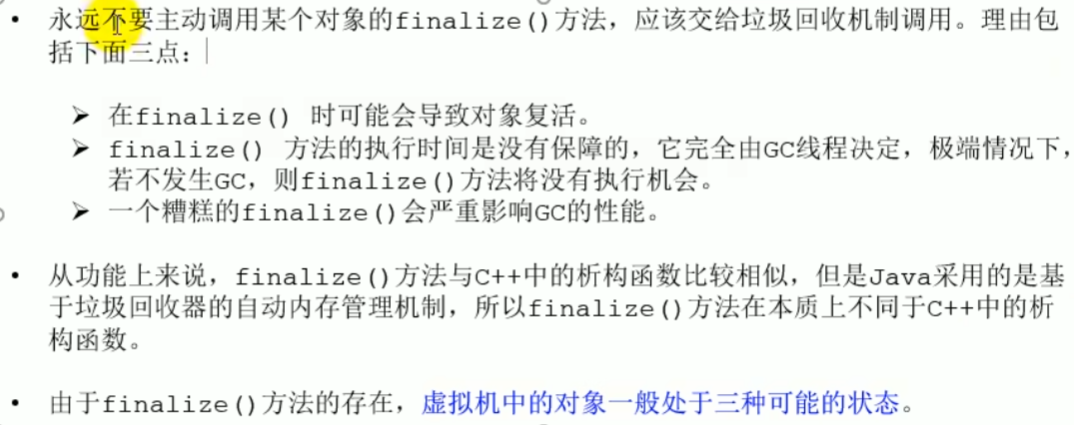 • 永远不要主动调用某个对象的finalize()方法，应该交给垃圾回收机制调用。理由包
括下面三点：
➢ 在finalize() 时可能会导致对象复活。
➢ finalize() 方法的执行时间是没有保障的，它完全由GC线程决定，极端情况下，
若不发生GC，则finalize()方法将没有执行机会。
➢ 一个糟糕的finalize()会严重影响GC的性能。
• 从功能上来说，finalize()方法与C++中的析构函数比较相似，但是Java采用的是基
于垃圾回收器的自动内存管理机制，所以finalize()方法在本质上不同于C++中的析
构函数。
• 由于finalize()方法的存在，虚拟机中的对象一般处于三种可能的状态。